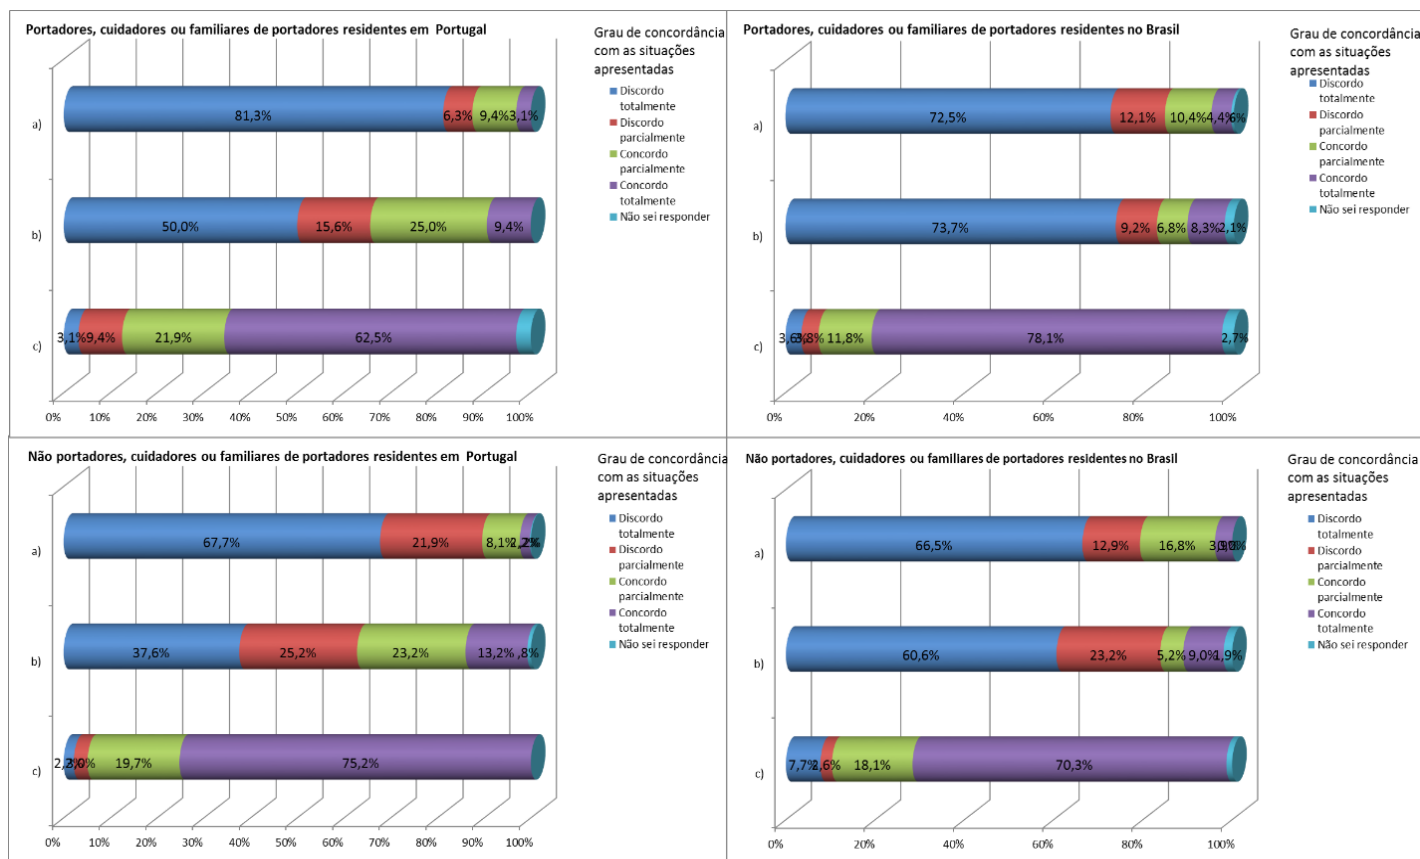 Portadores, cuidadores ou familiares de portadores residentes em Portugal
Grau de concordância
com as situações
apresentadas
Discordo
totalmente
Discordo
parcialmente
Concordo
parcialmente
Concordo
totalmente
Não sei responder
a)
81,3%
6,3%
9,4%
3,1%
b)
50,0%
15,6%
25,0%
9,4%
c)
3,1%
9,4%
21,9%
62,5%
0%
10%
20%
30%
40%
50%
60%
70%
80%
90%
100%
Portadores, cuidadores ou familiares de portadores residentes no Brasil
Grau de concordância
com as situações
apresentadas
Discordo
totalmente
Discordo
parcialmente
Concordo
parcialmente
Concordo
totalmente
Não sei responder
a)
72,5%
12,1%
10,4%
4,4%
,6%
b)
73,7%
9,2%
6,8%
8,3%
2,1%
c)
3,6%
3,8%
11,8%
78,1%
2,7%
0%
20%
40%
60%
80%
100%
Não portadores, cuidadores ou familiares de portadores residentes em Portugal
Grau de concordância
com as situações
apresentadas
Discordo
totalmente
Discordo
parcialmente
Concordo
parcialmente
Concordo
totalmente
Não sei responder
a)
67,7%
21,9%
8,1%
b)
37,6%
25,2%
23,2%
13,2%
,8%
c)
19,7%
75,2%
0%
10%
20%
30%
40%
50%
60%
70%
80%
90%
100%
Não portadores, cuidadores ou familiares de portadores residentes no Brasil
Grau de concordância
com as situações
apresentadas
Discordo
totalmente
Discordo
parcialmente
Concordo
parcialmente
Concordo
totalmente
Não sei responder
a)
66,5%
12,9%
16,8%
b)
60,6%
23,2%
5,2%
9,0%
1,9%
c)
7,7%
2,6%
18,1%
70,3%
0%
20%
40%
60%
80%
100%